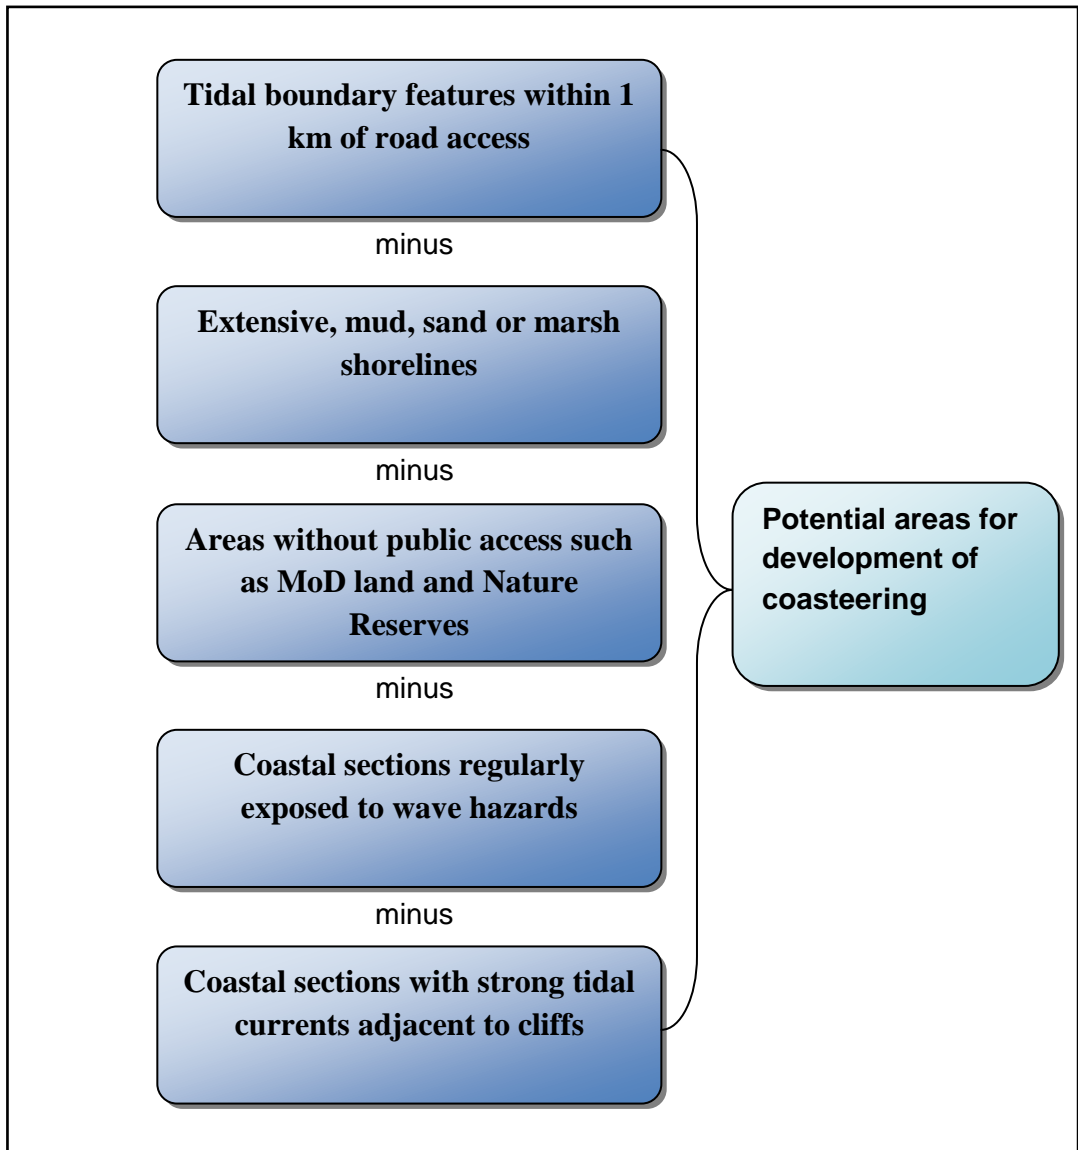 Tidal boundary features within 1
km of road access
minus
Extensive, mud, sand or marsh
shorelines
minus
Areas without public access such
as MoD land and Nature
Reserves
minus
Coastal sections regularly
exposed to wave hazards
minus
Coastal sections with strong tidal
currents adjacent to cliffs
Potential areas for
development of
coasteering